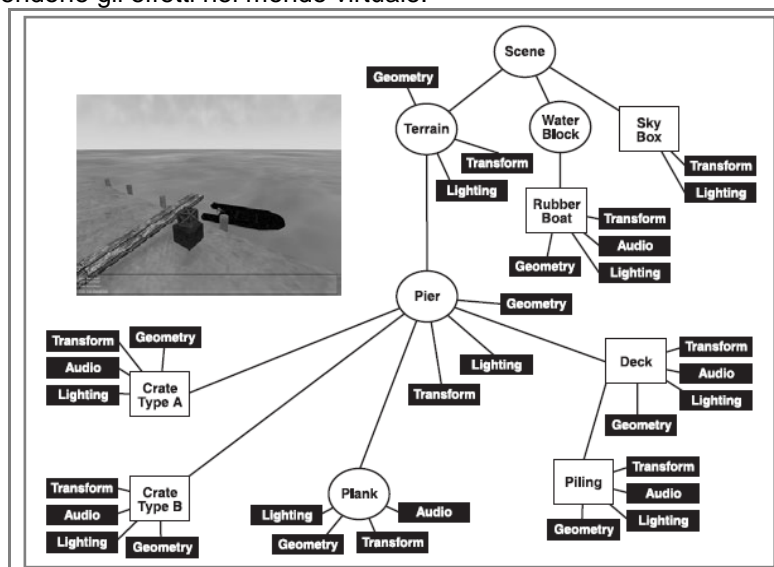 endono gli effetti nel mondo virtuale.
Scene
Geometry
Terrain
Water
Block
Sky
Box
Transform
Transform
Lighting
Lighting
Rubber
Boat
Transform
Audio
Geometry
Lighting
Pier
Geometry
Transform
Geometry
Audio
Lighting
Crate
Type A
Lighting
Transform
Deck
Transform
Audio
Lighting
Geometry
Transform
Audio
Lighting
Crate
Type B
Geometry
Plank
Lighting
Audio
Geometry
Transform
Piling
Transform
Audio
Lighting
Geometry